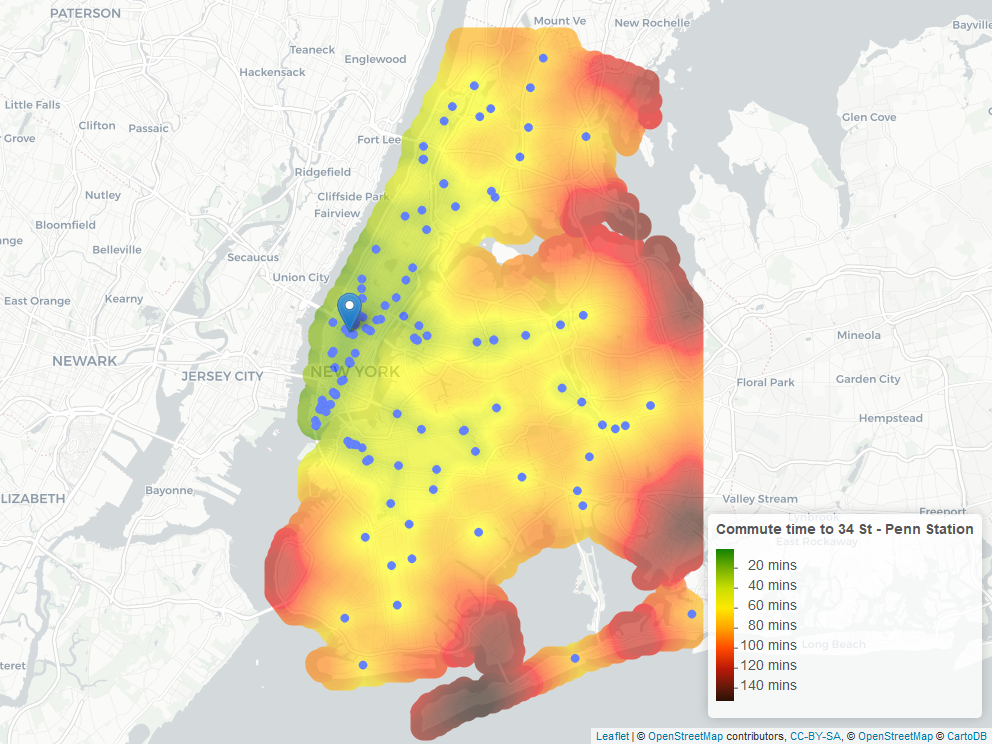 PATERSON
Mount Ve
New Rochelle
Bayville
Teaneck
Englewood
Hackensack
Little Falls
Glen Cove
Clifton
Passaic
Grove
Fort Lee
Ridgefield
Nutley
Cliffside Park
Fairview
Bloomfield
ange
Belleville
Secaucus
Union City
East Orange
Kearny
Mineola
NEWARK
JERSEY CITY
NEW YORK
Floral Park
Garden City
Hempstead
Bayonne
LIZABETH
Valley Stream
Freeport
Lynbrook
Commute time to 34 St - Penn Station
East Rockaway
20 mins
40 mins
60 mins
80 mins
100 mins
Long Beach
120 mins
140 mins
teret
Leaflet | © OpenStreetMap contributors, CC-BY-SA, © OpenStreetMap © CartoDB